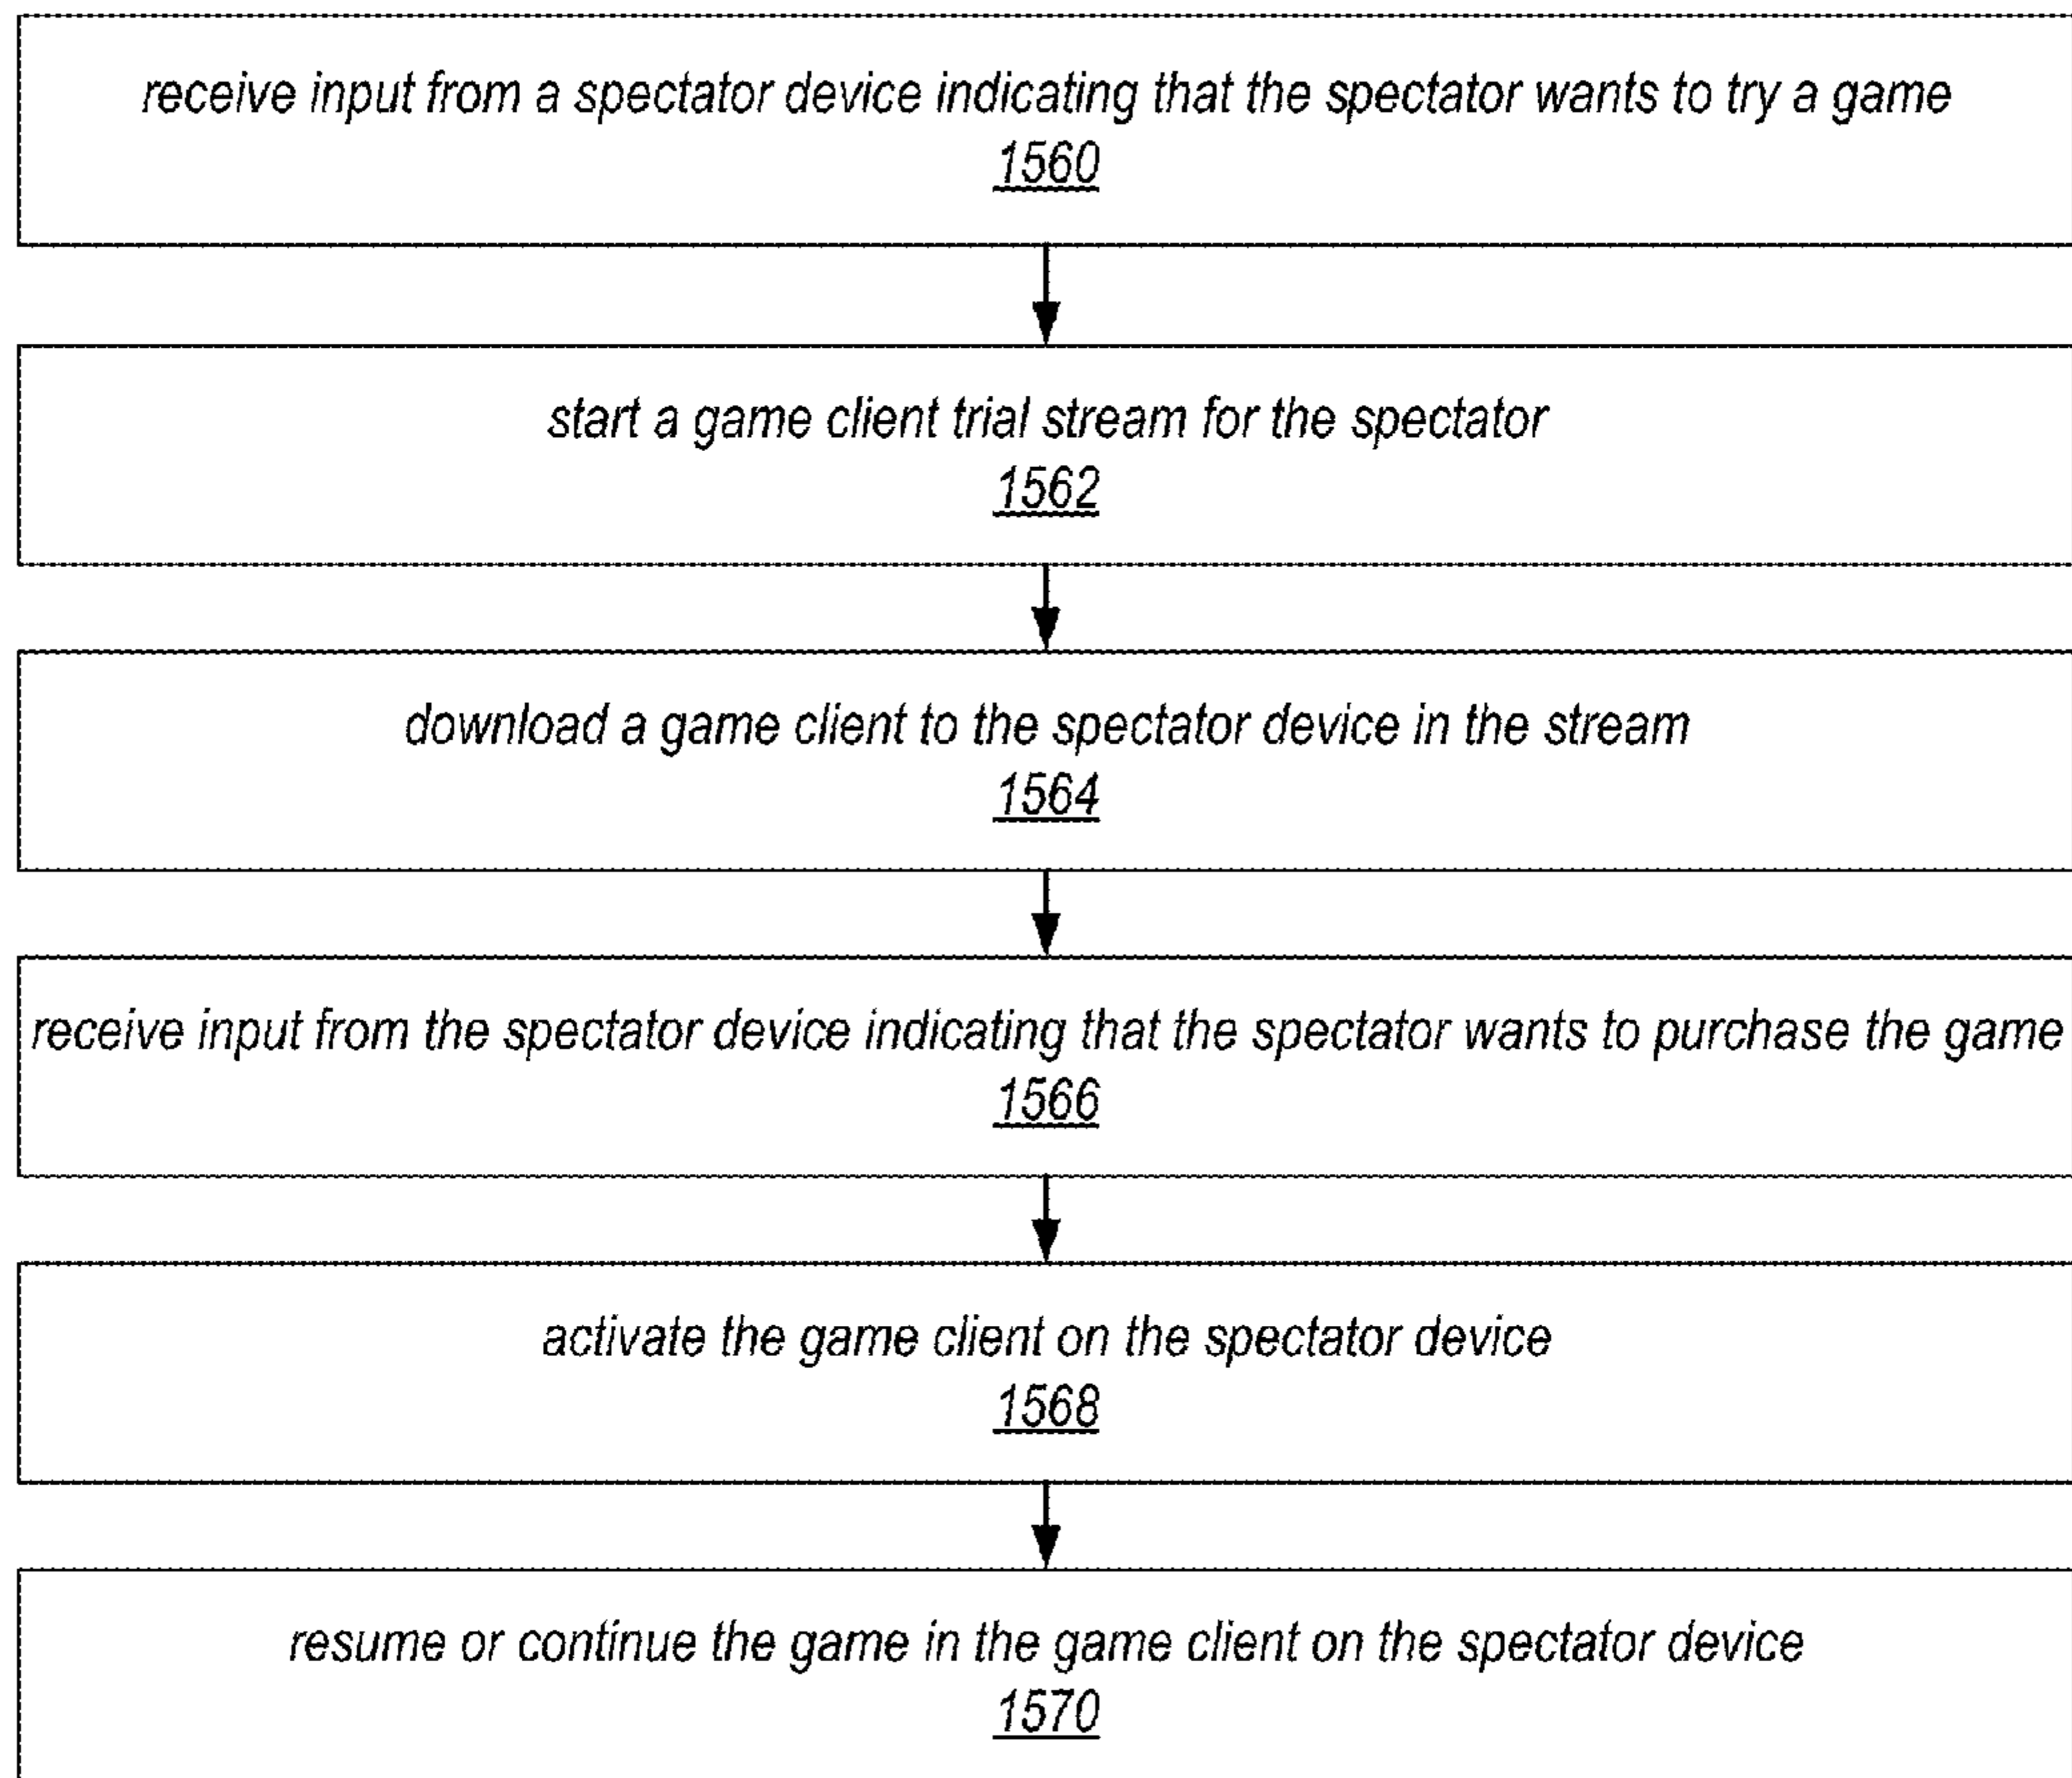 receive input from a spectator device indicating that the spectator wants to try a game
1560
start a game client trial stream for the spectator
1562
download a game client to the spectator device in the stream
1564
receive input from the spectator device indicating that the spectator wants to purchase the game
1566
activate the game client on the spectator device
1568
resume or continue the game in the game client on the spectator device
1570